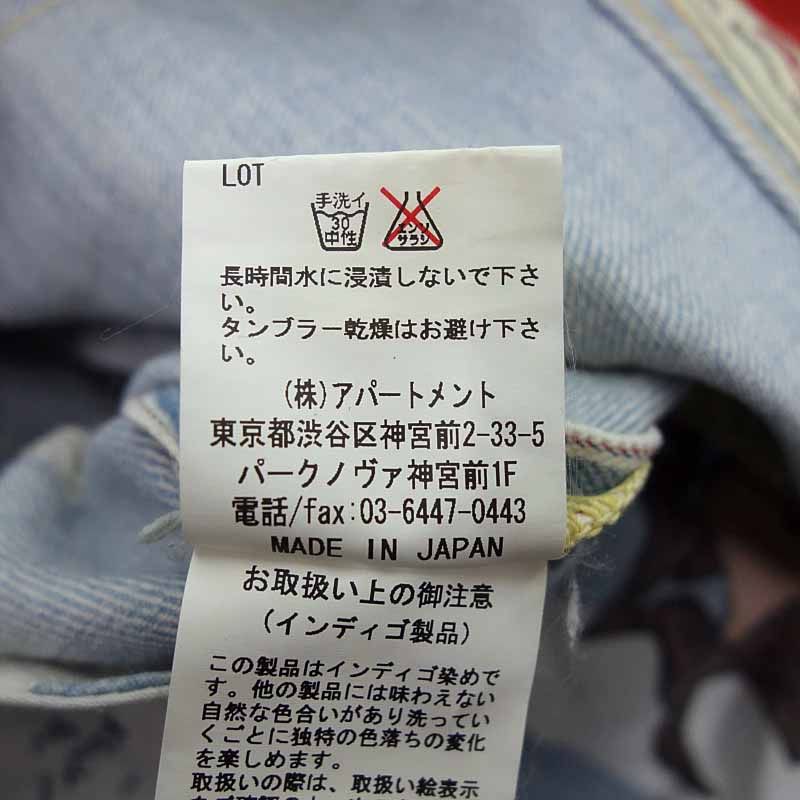 LOT
手洗イ
30
中性
エンソ
サラシ
長時間水に浸漬しないで下さ
い。
タンブラー乾燥はお避け下さ
い。
(株)アパートメント
東京都渋谷区神宮前2-33-5
パークノヴァ神宮前1F
電話/fax:03-6447-0443
MADE IN JAPAN
お取扱い上の御注意
(インディゴ製品)
この製品はインディゴ染めで
す。他の製品には味わえない
自然な色合いがあり洗ってい
くごとに独特の色落ちの変化
を楽しめます。
取扱いの際は、取扱い絵表示